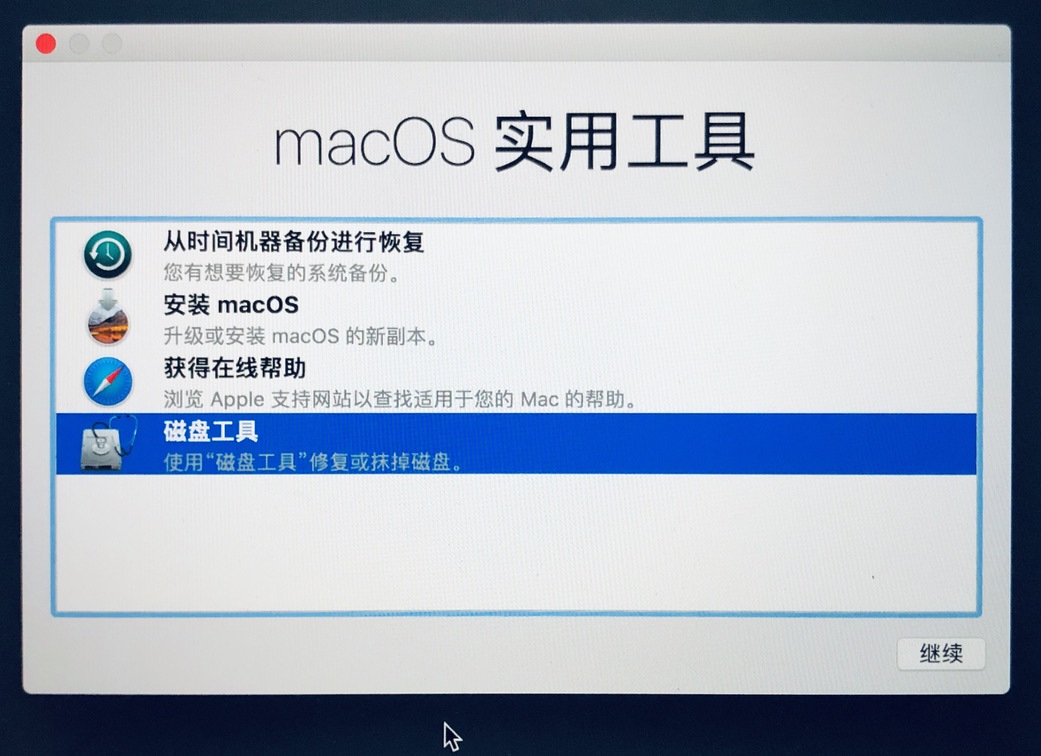 macOS 实用工具
从时间机器备份进行恢复
您有想要恢复的系统备份。
安装 macOS
升级或安装 macOS 的新副本。
获得在线帮助
浏览 Apple 支持网站以查找适用于您的 Mac 的帮助。
磁盘工具
使用“磁盘工具”修复或抹掉磁盘。
继续